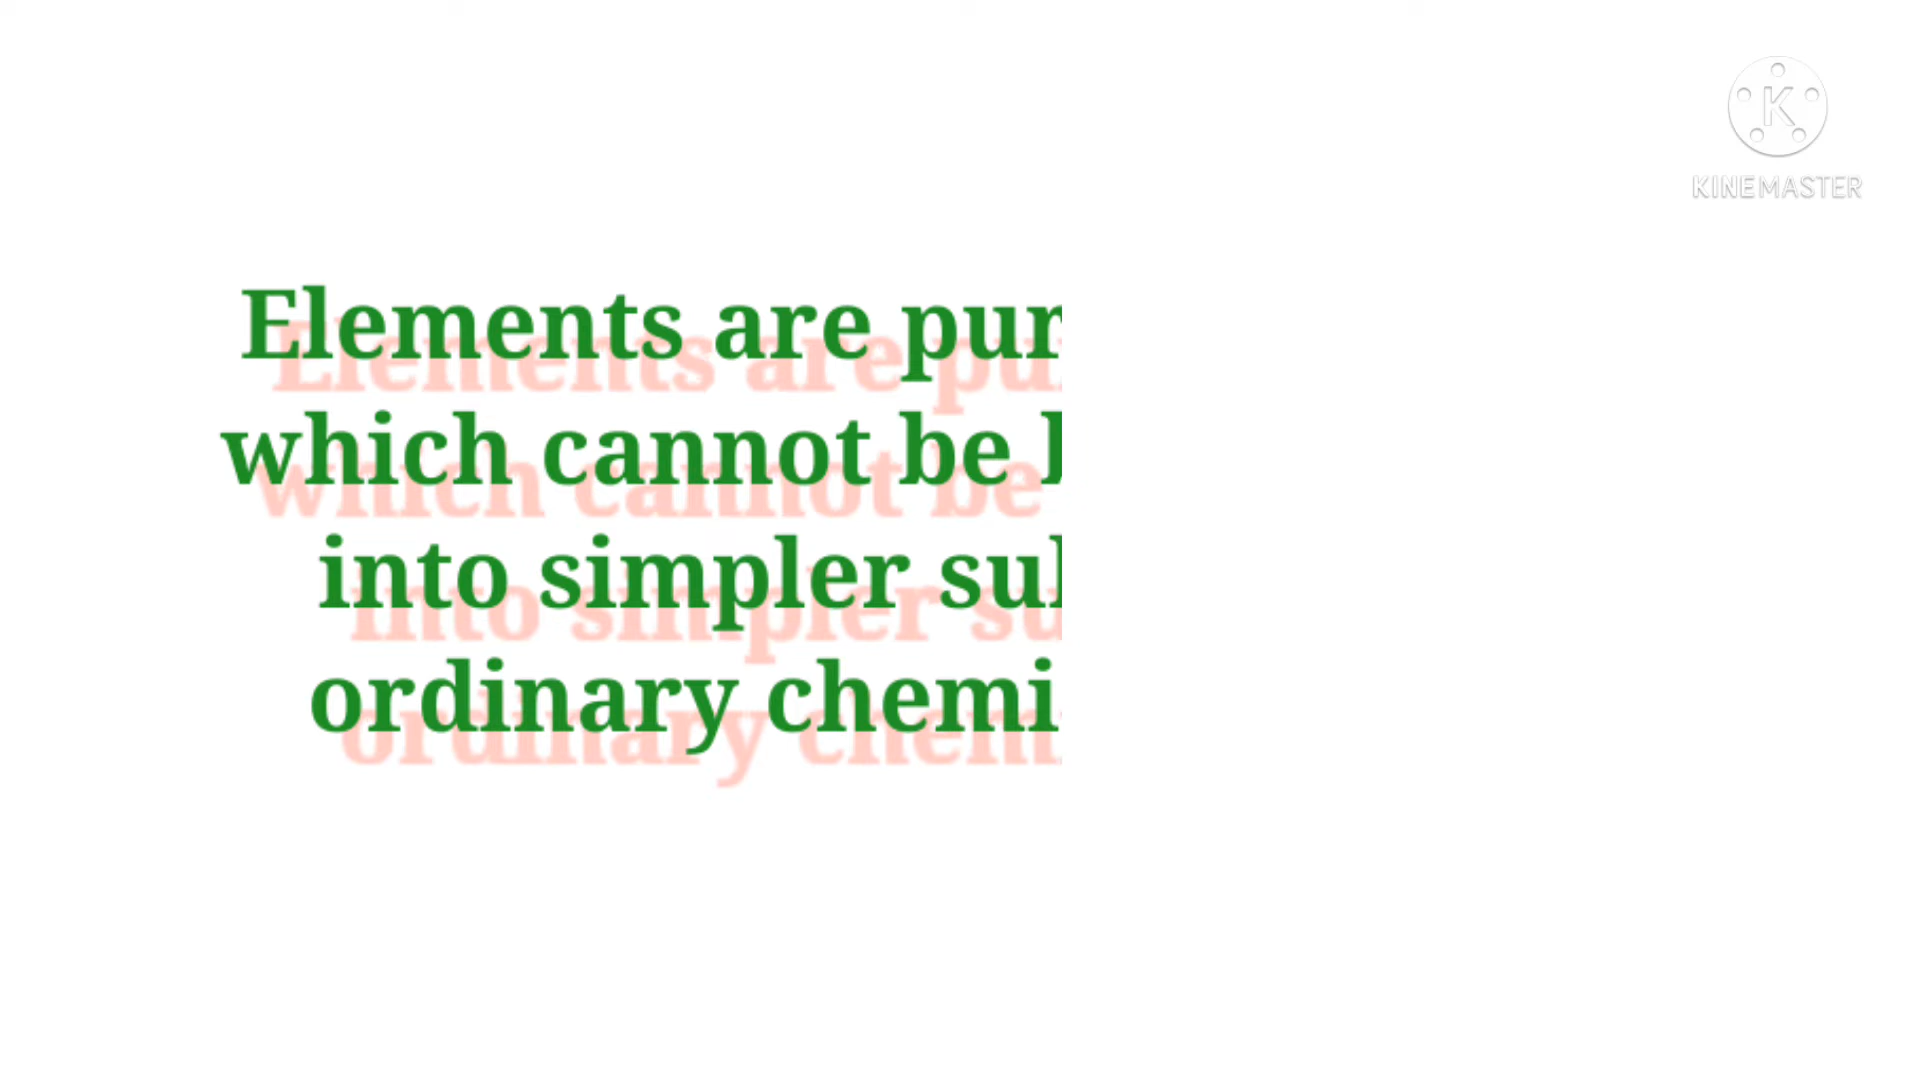 KINEMASTER
Elements are pur
which cannot be
into simpler su
ordinary chemi